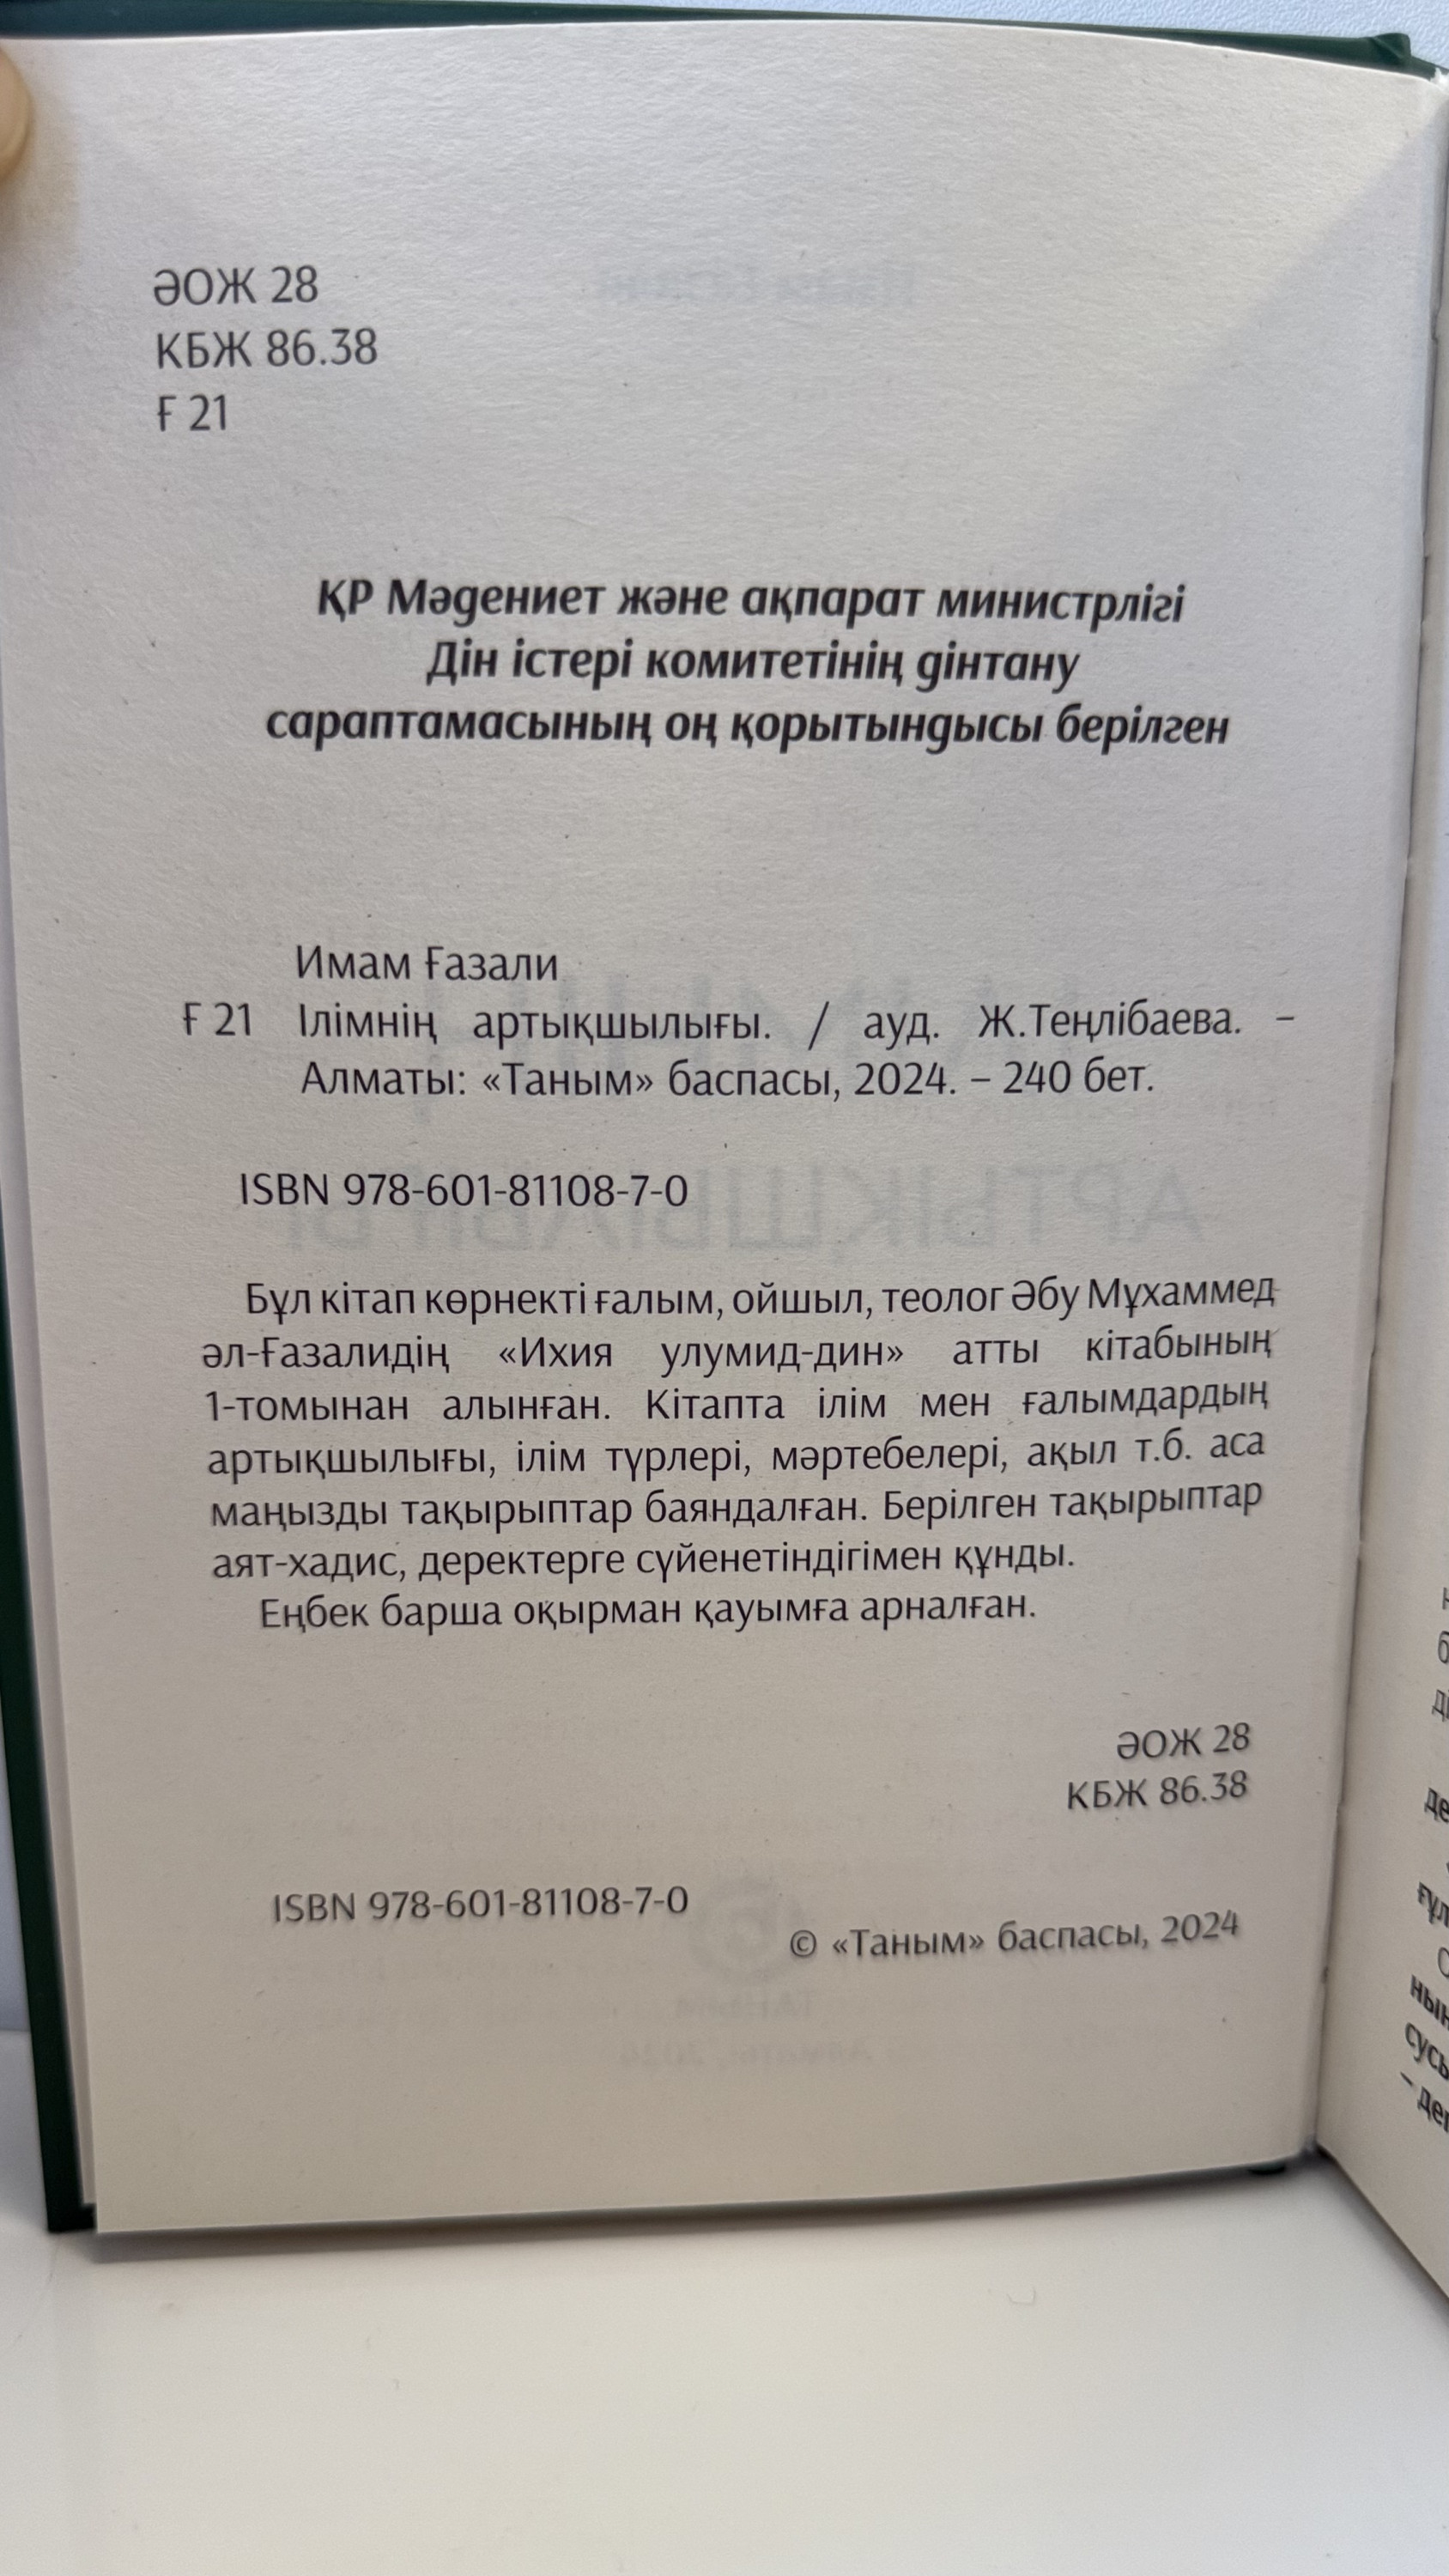 ӘОЖ 28
КБЖ 86.38
Ғ 21
ҚР Мәдениет және ақпарат министрлігі
Дін істері комитетінің дінтану
сараптамасының оң қорытындысы берілген
Имам Ғазали
Ғ 21 Ілімнің артықшылығы. / ауд. Ж.Теңлібаева. –
Алматы: «Таным» баспасы, 2024. – 240 бет.
ISBN 978-601-81108-7-0
Бұл кітап көрнекті ғалым, ойшыл, теолог Әбу Мұхаммед
әл-Ғазалидің «Ихия улумид-дин» атты кітабының
1-томынан алынған. Кітапта ілім мен ғалымдардың
артықшылығы, ілім түрлері, мәртебелері, ақыл т.б. аса
маңызды тақырыптар баяндалған. Берілген тақырыптар
аят-хадис, деректерге сүйенетіндігімен құнды.
Еңбек барша оқырман қауымға арналған.
ӘОЖ 28
КБЖ 86.38
ISBN 978-601-81108-7-0
© «Таным» баспасы, 2024